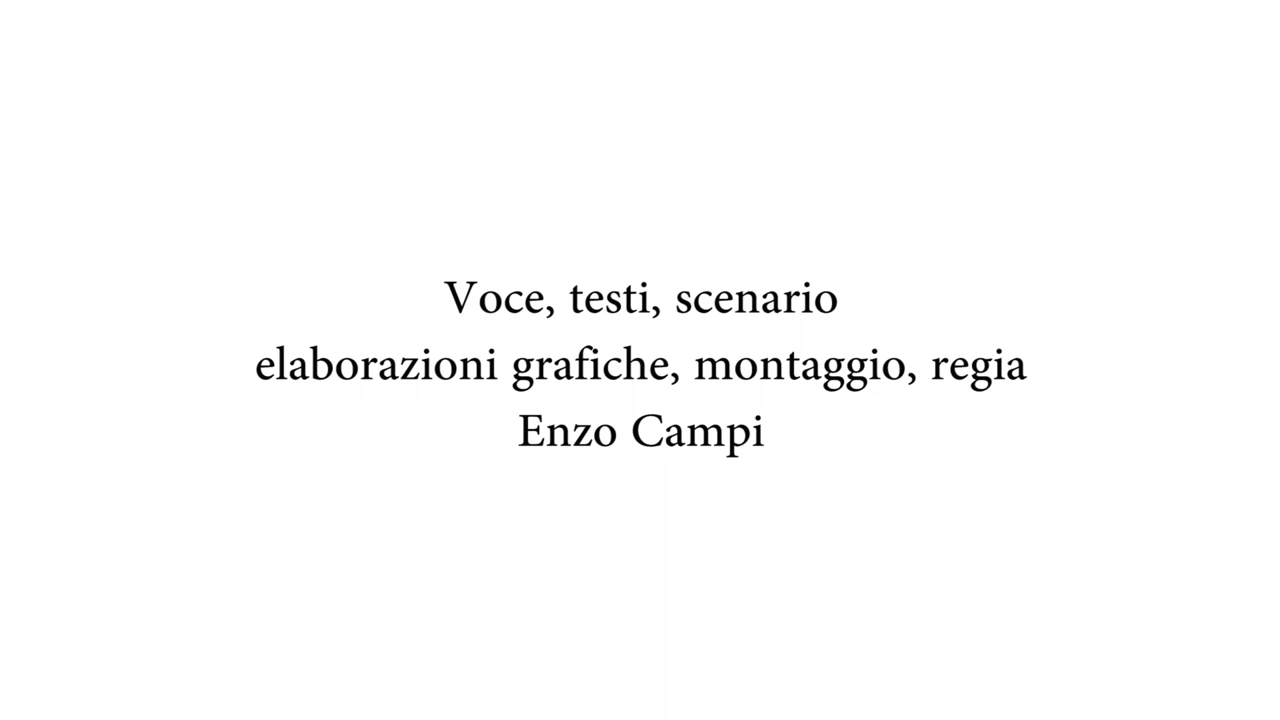 Voce, testi, scenario
elaborazioni grafiche, montaggio, regia
Enzo Campi